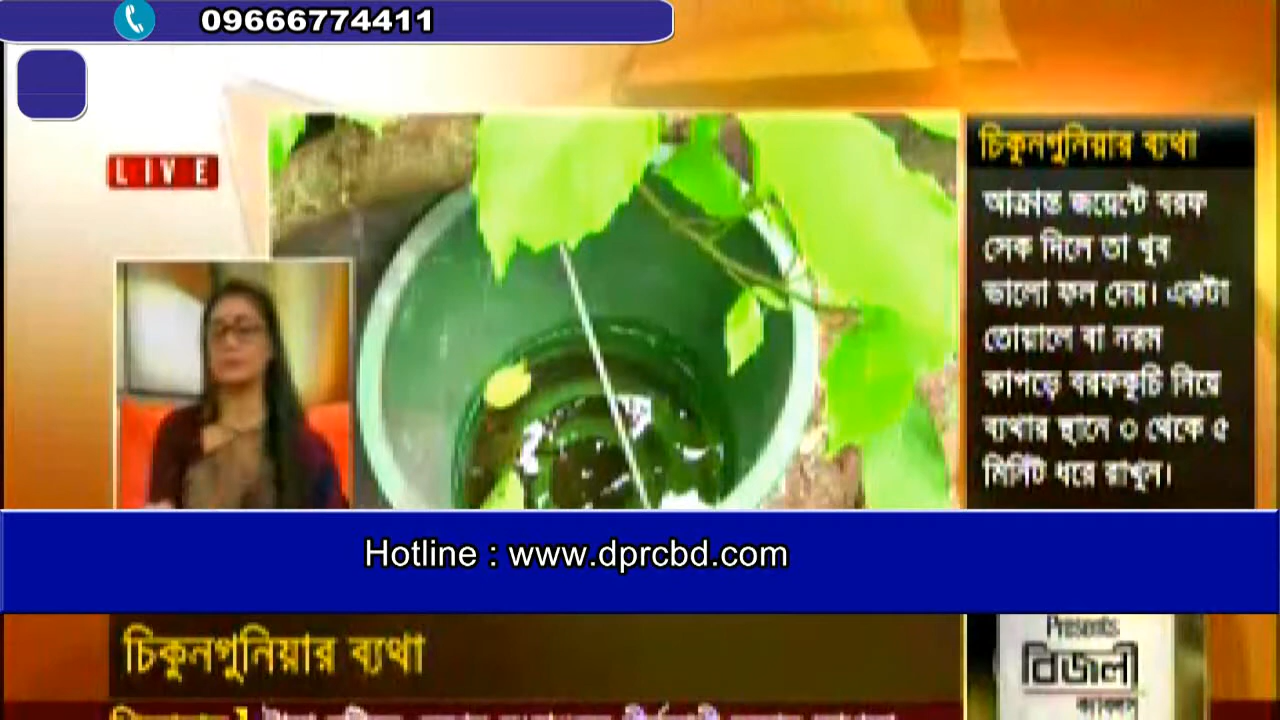 09666774411
LIVE
চিকুনগুনিয়ার ব্যথা
আক্রান্ত জয়েন্টে বরফ
সেক দিলে তা খুব
ভালো ফল দেয়। একটা
তোয়ালে বা নরম
কাপড়ে বরফকুচি নিয়ে
ব্যথার স্থানে ৩ থেকে ৫
মিনিট ধরে রাখুন।
Hotline : www.dprcbd.com
চিকুনগুনিয়ার ব্যথা
Presents
বিজলী
ক্যাবলস